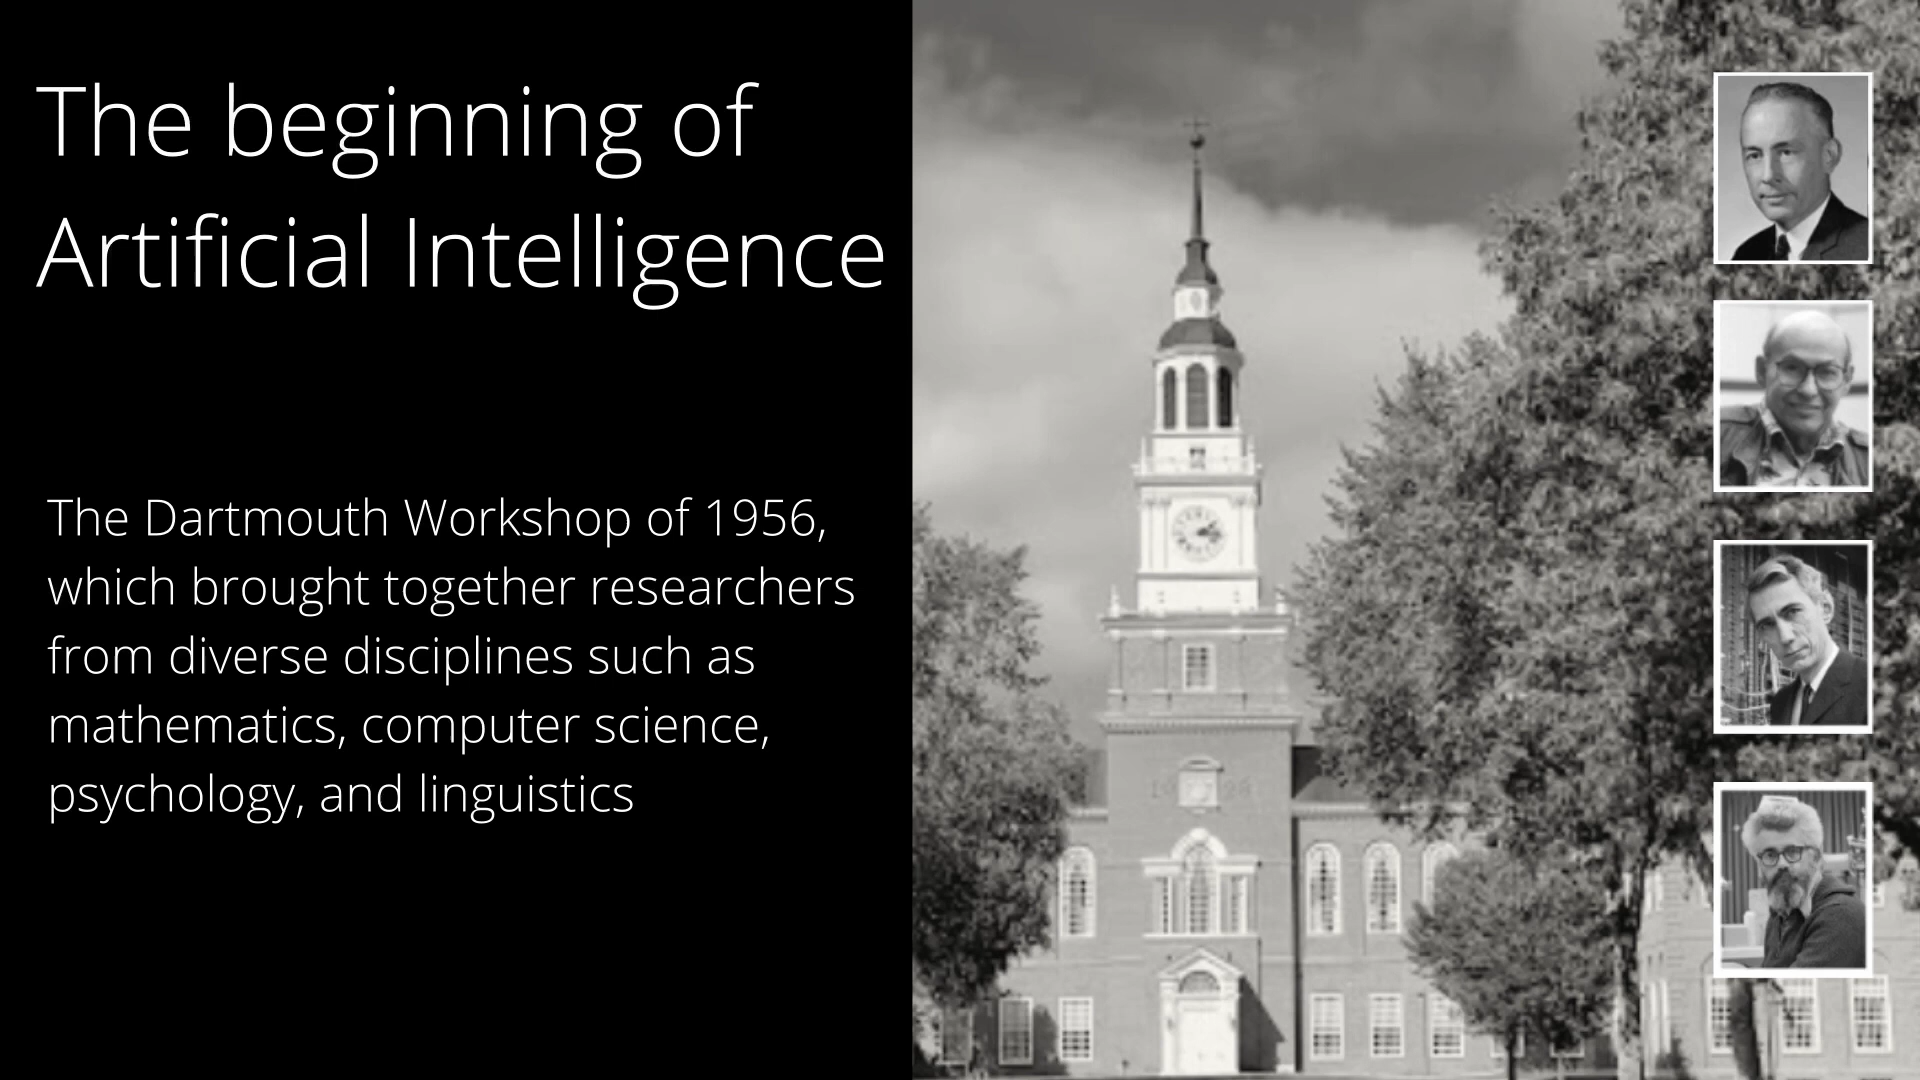 The beginning of
Artificial Intelligence
The Dartmouth Workshop of 1956,
which brought together researchers
from diverse disciplines such as
mathematics, computer science,
psychology, and linguistics